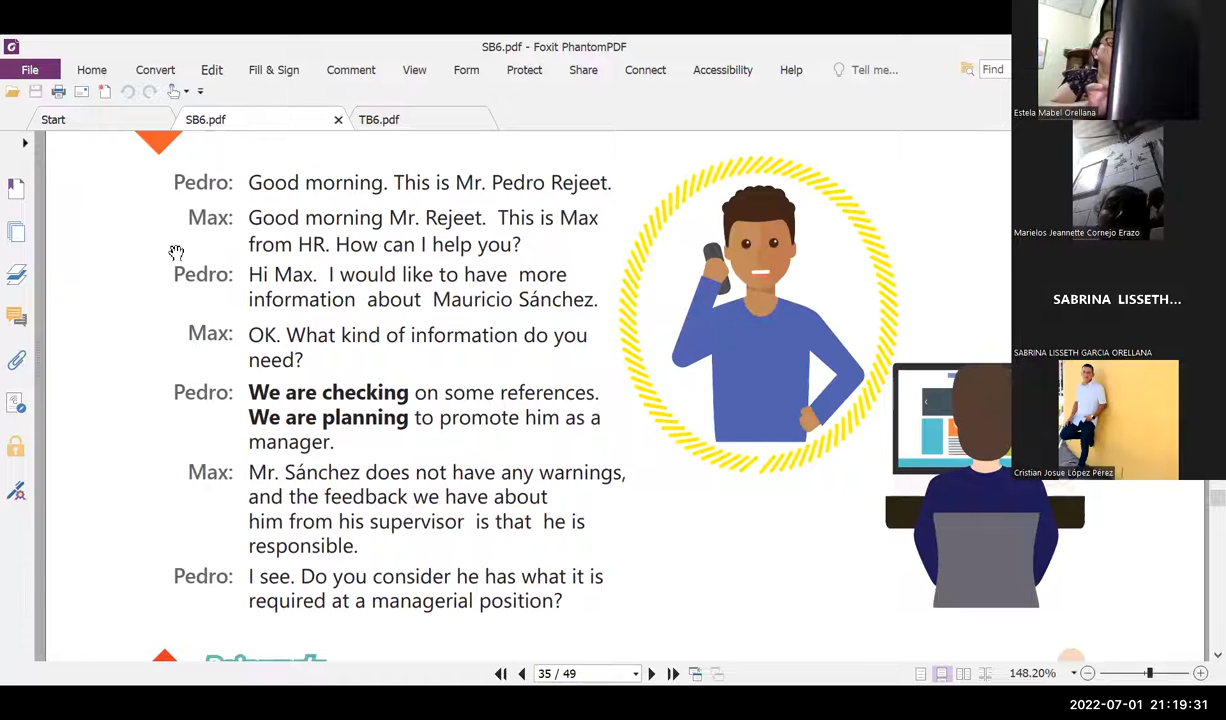 SB6.pdf - Foxit PhantomPDF
File Home Convert Edit Fill & Sign Comment View Form Protect Share Connect Accessibility Help Tell me... Find
Start SB6.pdf TB6.pdf
Pedro: Good morning. This is Mr. Pedro Rejeet.
Max: Good morning Mr. Rejeet. This is Max
from HR. How can I help you?
Pedro: Hi Max. I would like to have more
information about Mauricio Sánchez.
Max: OK. What kind of information do you
need?
Pedro: We are checking on some references.
We are planning to promote him as a
manager.
Max: Mr. Sánchez does not have any warnings,
and the feedback we have about
him from his supervisor is that he is
responsible.
Pedro: I see. Do you consider he has what it is
required at a managerial position?
35 / 49
148.20%
Estela Mabel Orellana
Marielos Jeannette Cornejo Erazo
SABRINA LISSETH...
SABRINA LISSETH GARCIA ORELLANA
Cristian Josue López Pérez
2022-07-01 21:19:31